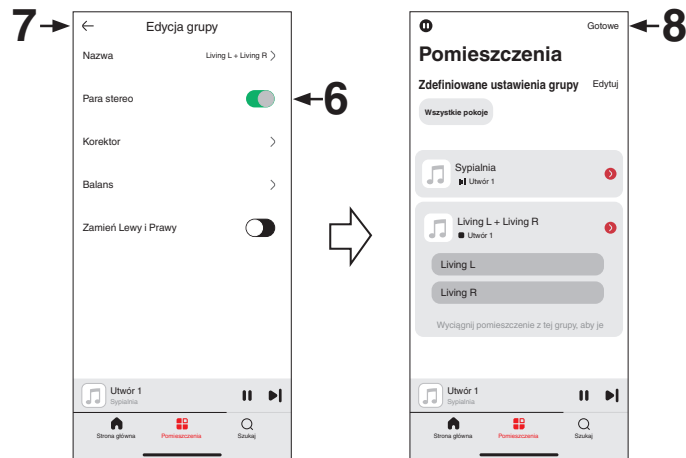 7
Edycja grupy
Nazwa
Living L + Living R
Para stereo
6
Korektor
Balans
Zamień Lewy i Prawy
Utwór 1
Sypialnia
Strona główna
Pomieszczenia
Szukaj
Gotowe
8
Pomieszczenia
Zdefiniowane ustawienia grupy
Edytuj
Wszystkie pokoje
Sypialnia
Utwór 1
Living L + Living R
Utwór 1
Living L
Living R
Wyciągnij pomieszczenie z tej grupy, aby je
Utwór 1
Sypialnia
Strona główna
Pomieszczenia
Szukaj